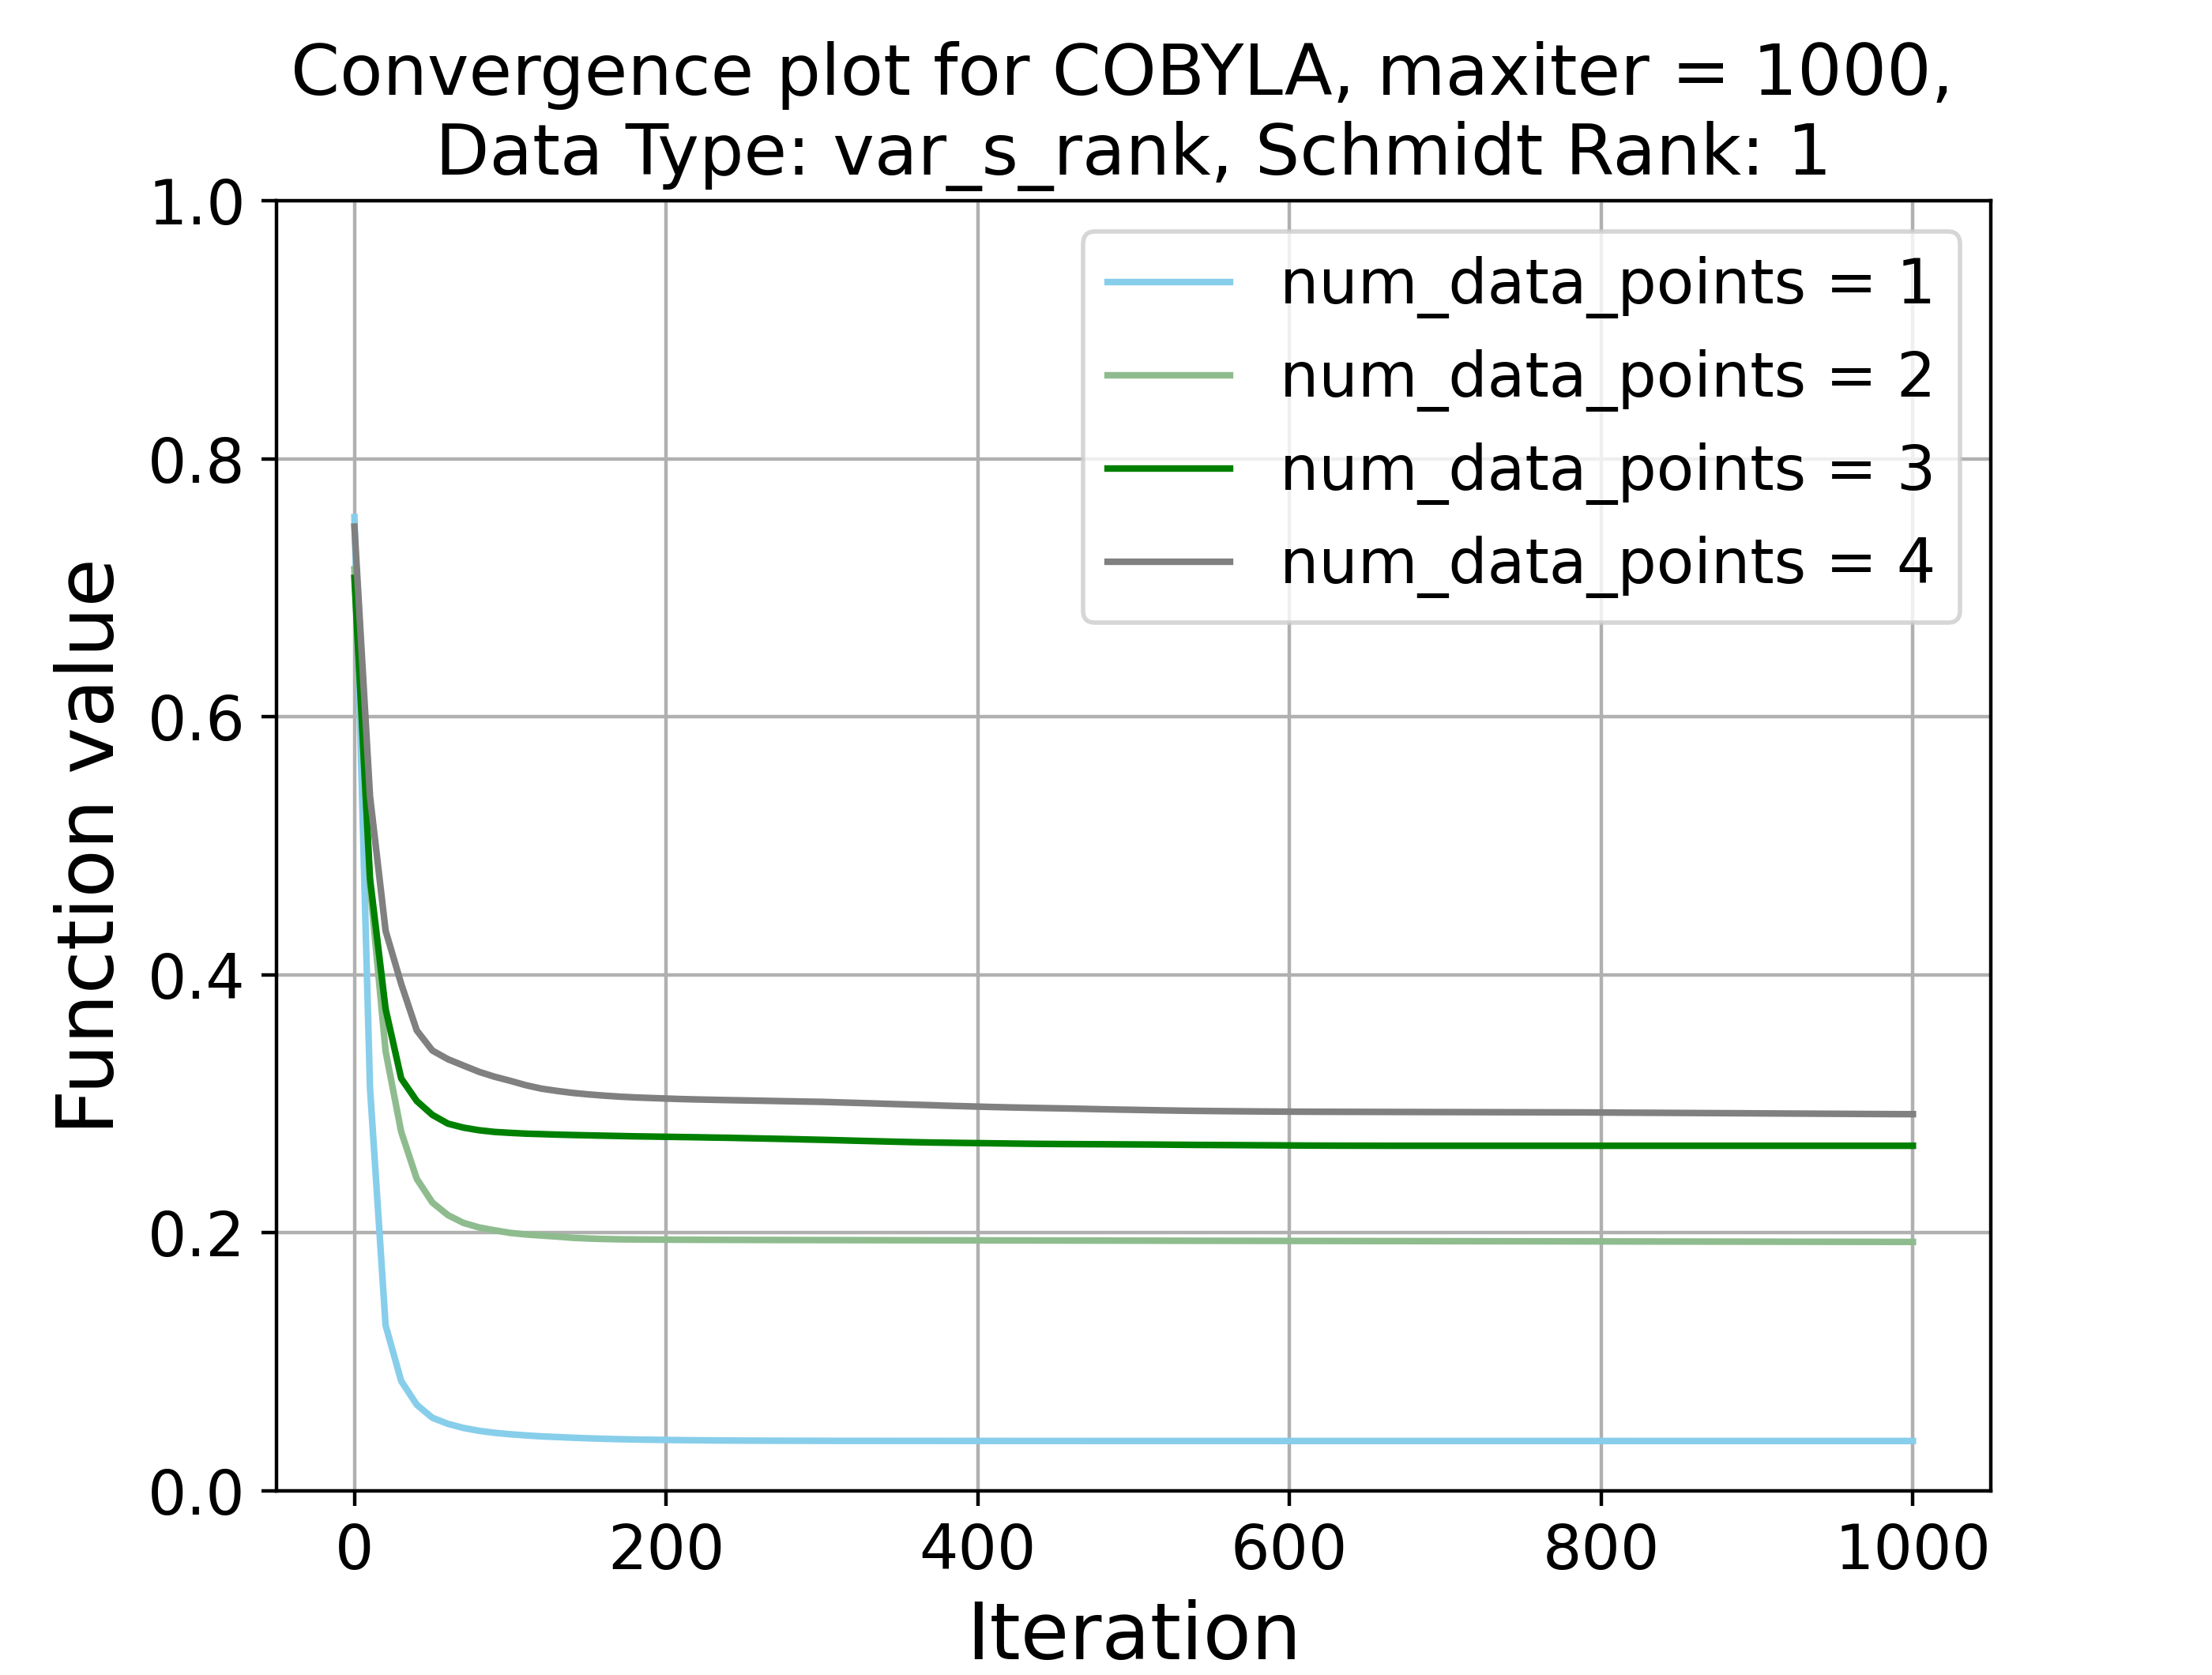 Convergence plot for COBYLA, maxiter = 1000,
Data Type: var_s_rank, Schmidt Rank: 1
1.0
0.8
0.6
0.4
0.2
0.0
Function value
num_data_points = 1
num_data_points = 2
num_data_points = 3
num_data_points = 4
0 200 400 600 800 1000
Iteration